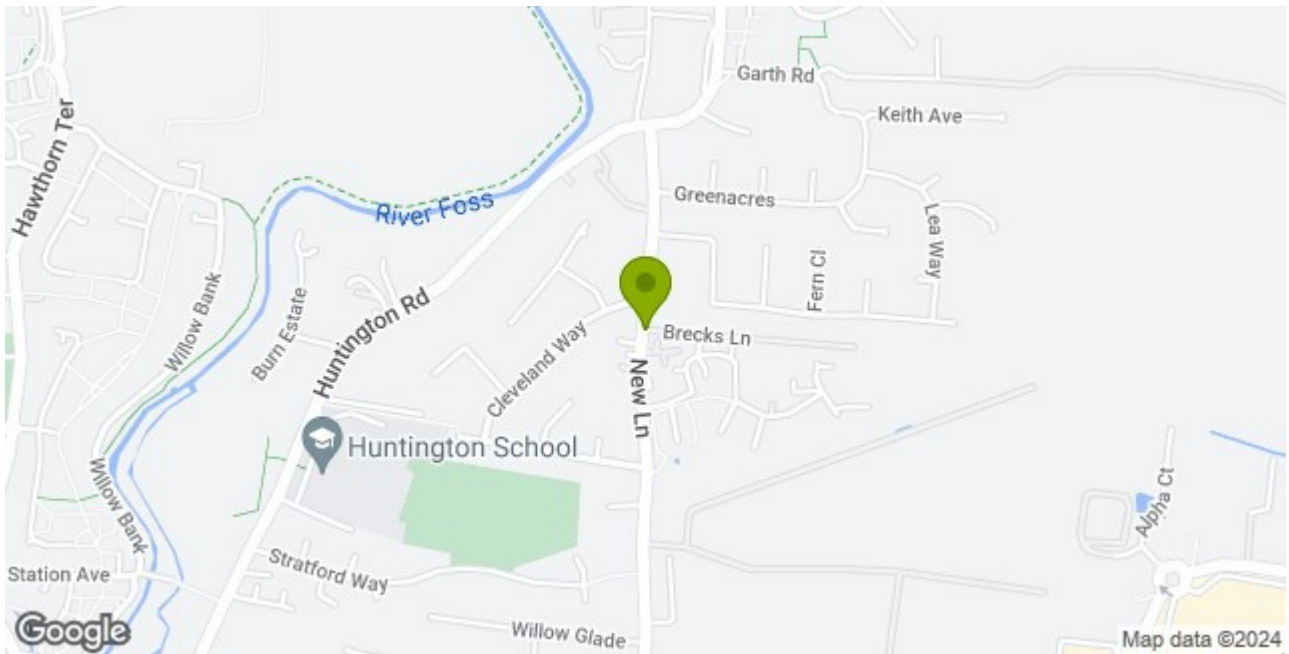 Garth Rd
Keith Ave
Hawthorn Ter
Greenacres
River Foss
Lea Way
Fern Cl
Willow Bank
Burn Estate
Huntington Rd
Brecks Ln
Cleveland Way
New Ln
Huntington School
Willow Bank
Alpha Ct
Stratford Way
Station Ave
Willow Glade
Google
Map data ©2024